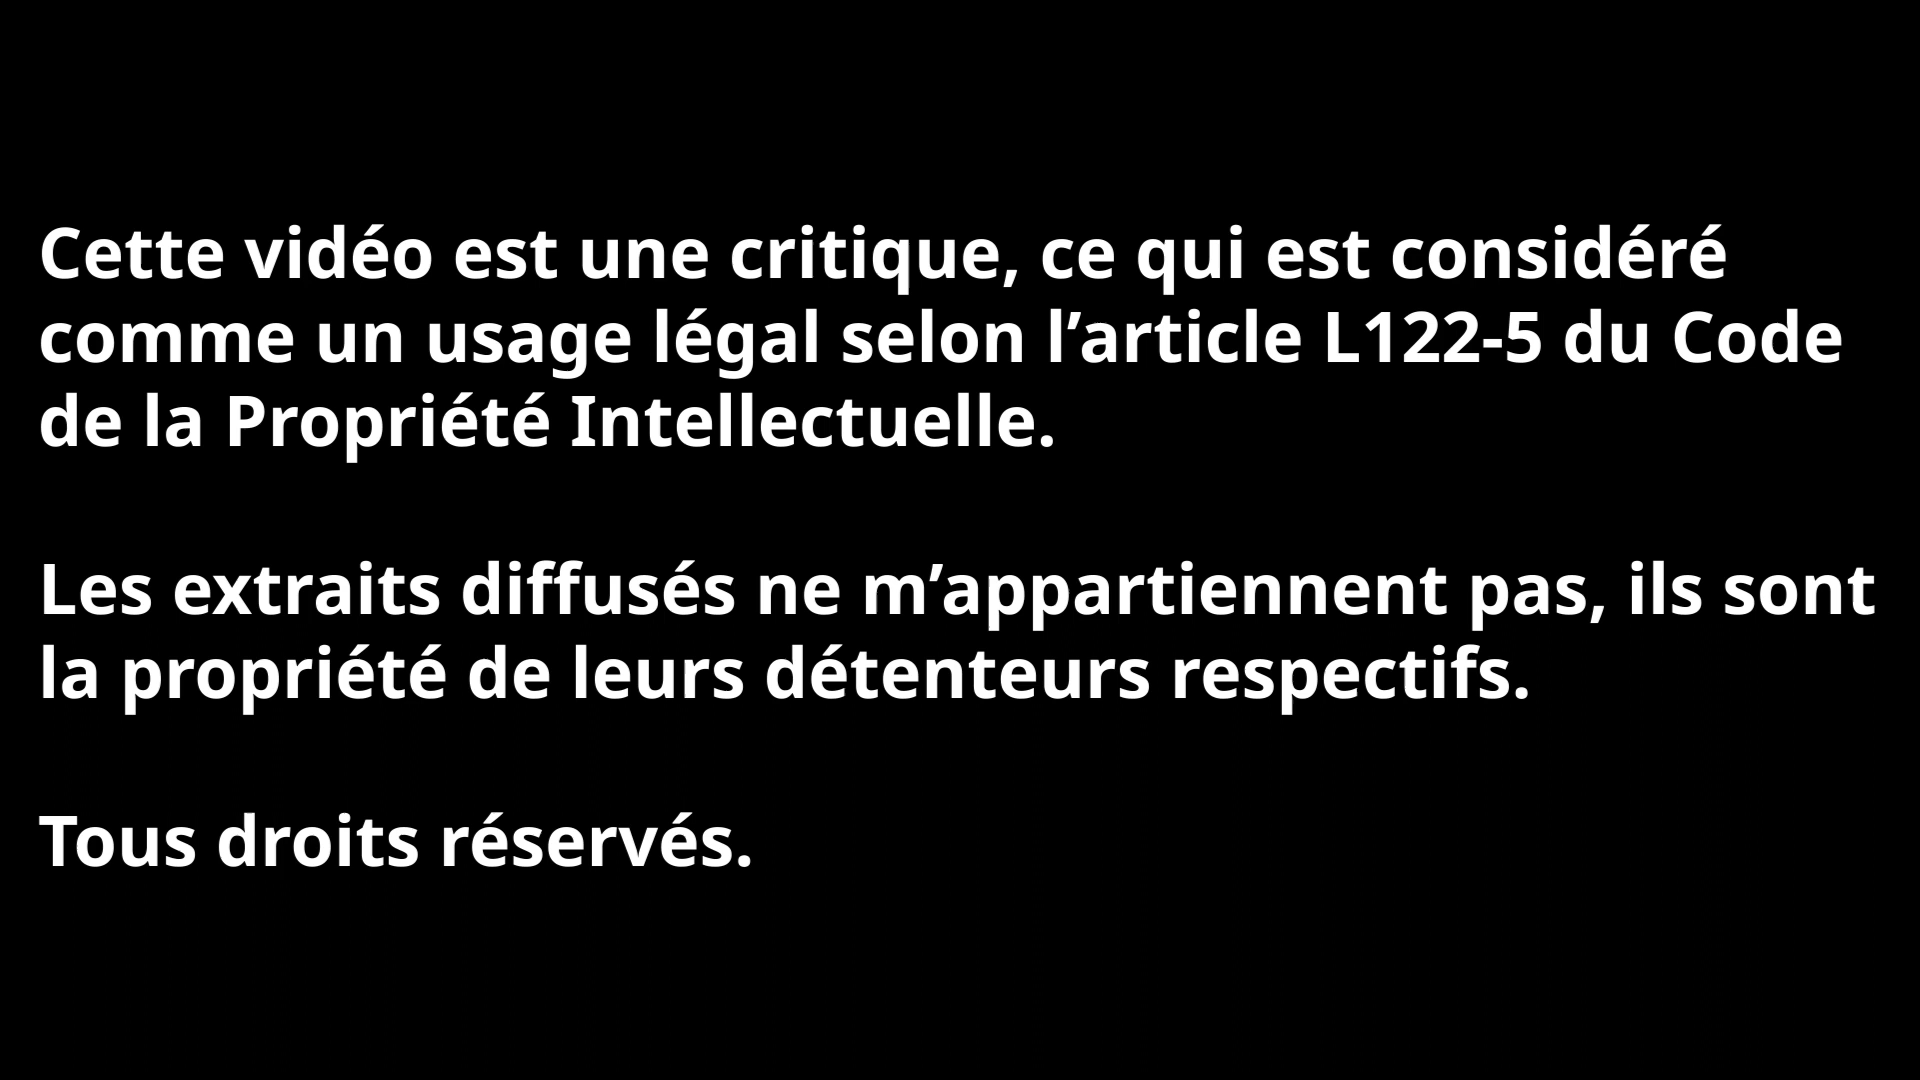 Cette vidéo est une critique, ce qui est considéré
comme un usage légal selon l’article L122-5 du Code
de la Propriété Intellectuelle.
Les extraits diffusés ne m’appartiennent pas, ils sont
la propriété de leurs détenteurs respectifs.
Tous droits réservés.